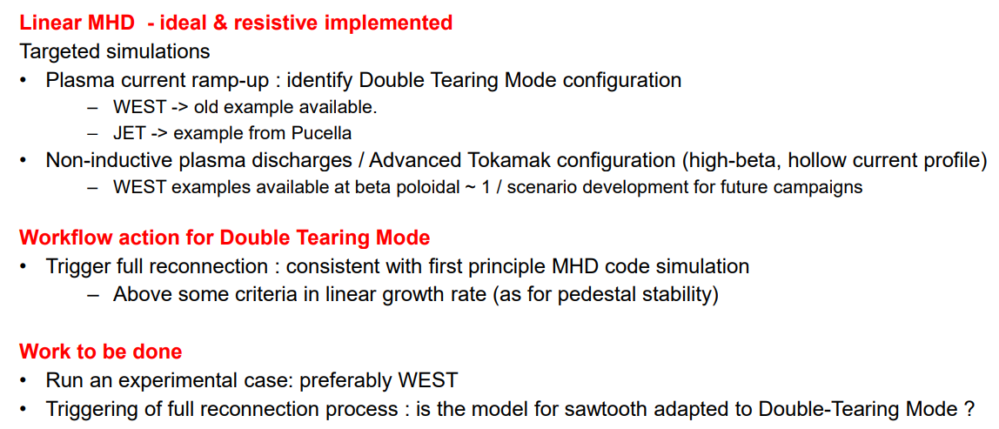 Linear MHD  - ideal & resistive implemented
Targeted simulations
• Plasma current ramp-up : identify Double Tearing Mode configuration
– WEST -> old example available.
– JET -> example from Pucella
• Non-inductive plasma discharges / Advanced Tokamak configuration (high-beta, hollow current profile)
– WEST examples available at beta poloidal ~ 1 / scenario development for future campaigns
Workflow action for Double Tearing Mode
• Trigger full reconnection : consistent with first principle MHD code simulation
– Above some criteria in linear growth rate (as for pedestal stability)
Work to be done
• Run an experimental case: preferably WEST
• Triggering of full reconnection process : is the model for sawtooth adapted to Double-Tearing Mode ?